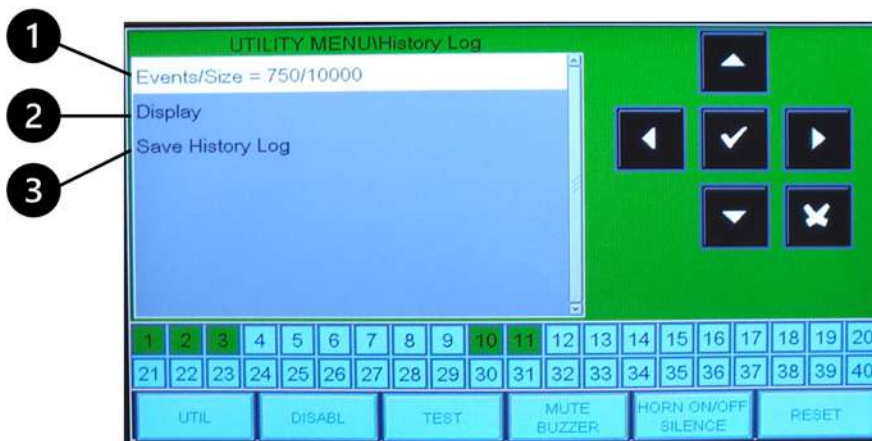 1
2
3
UTILITY MENU\History Log
Events/Size = 750/10000
Display
Save History Log
1 2 3 4 5 6 7 8 9 10 11 12 13 14 15 16 17 18 19 20
21 22 23 24 25 26 27 28 29 30 31 32 33 34 35 36 37 38 39 40
UTIL DISABL TEST MUTE BUZZER HORN ON/OFF SILENCE RESET